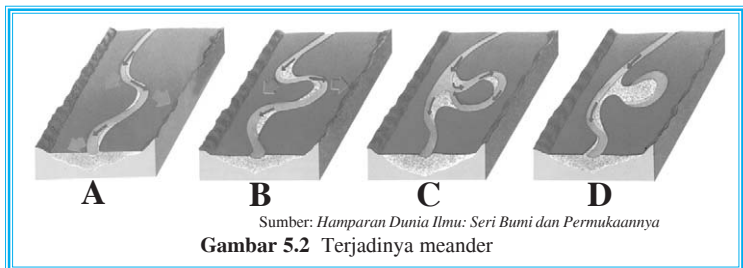 A B C D
Sumber: Hamparan Dunia Ilmu: Seri Bumi dan Permukaannya
Gambar 5.2 Terjadinya meander